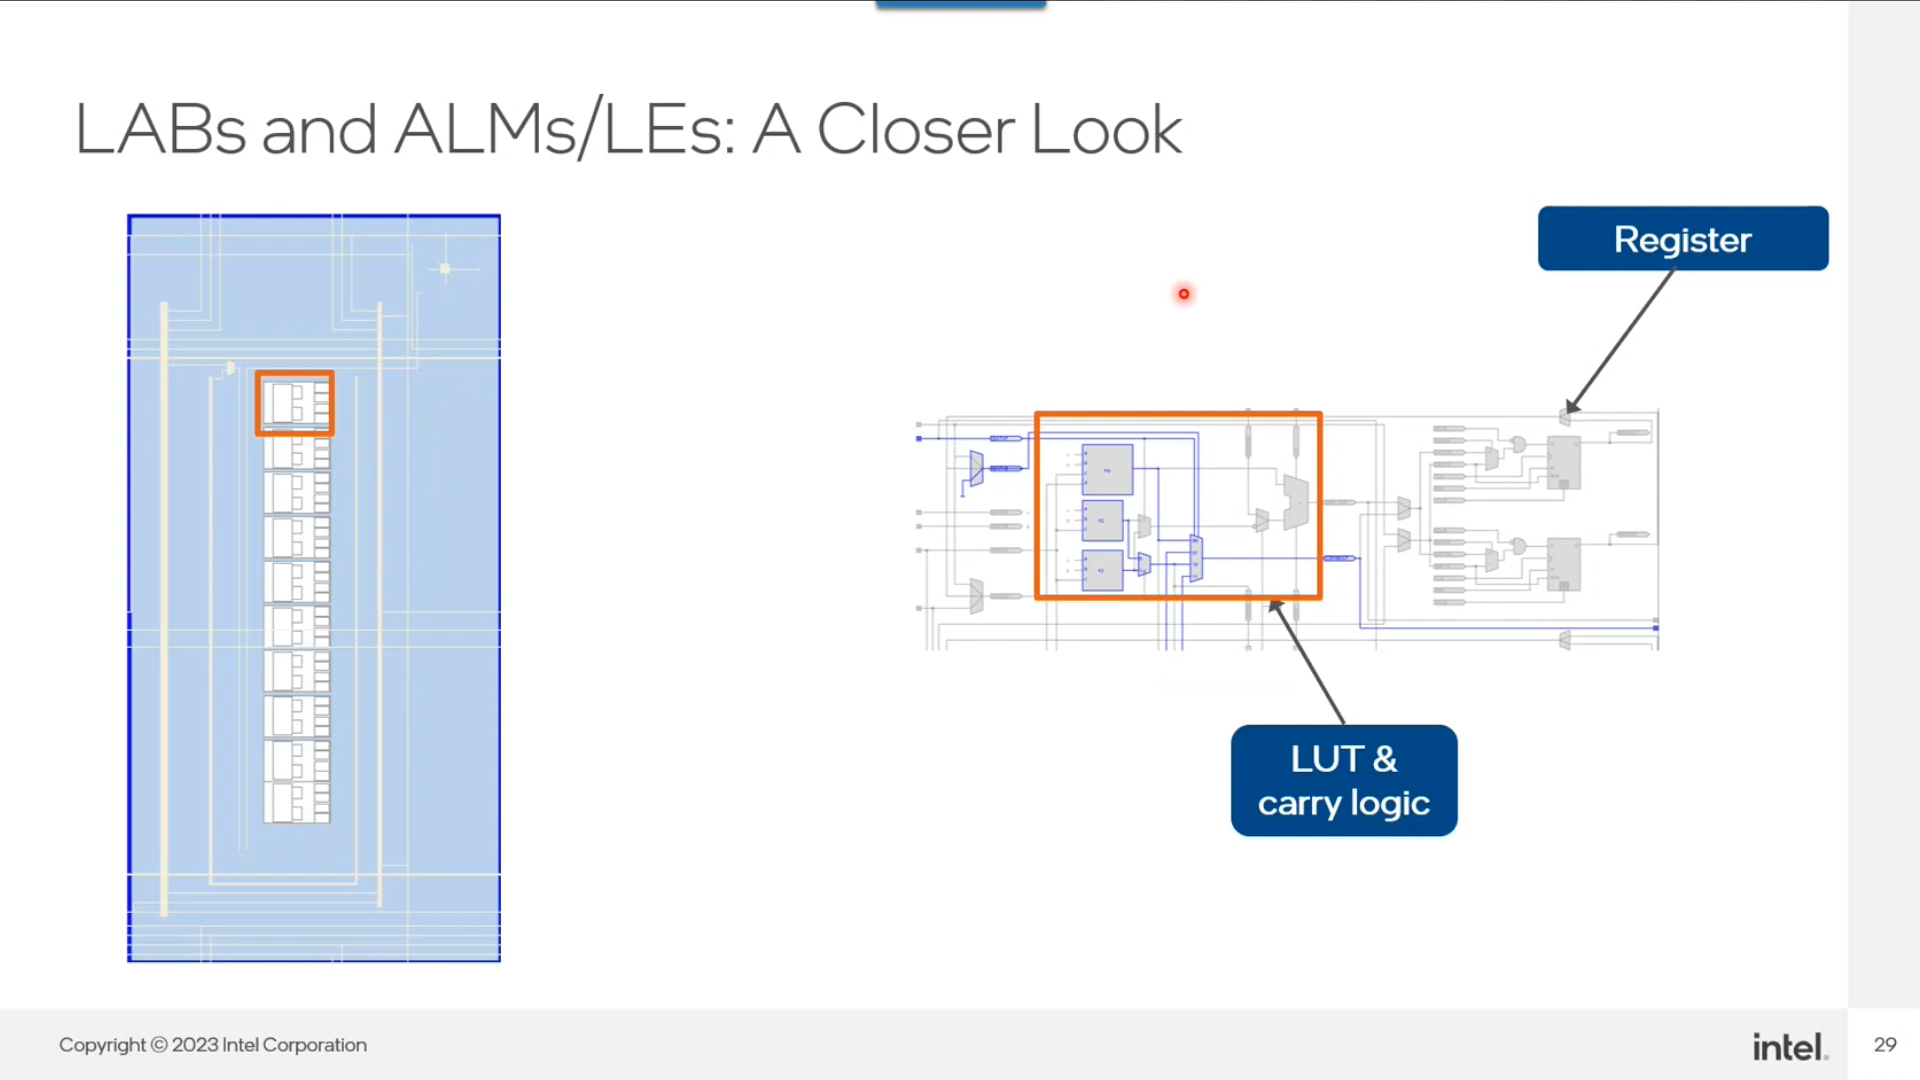 LABs and ALMs/LEs: A Closer Look
Register
LUT &
carry logic
Copyright © 2023 Intel Corporation
intel.
29